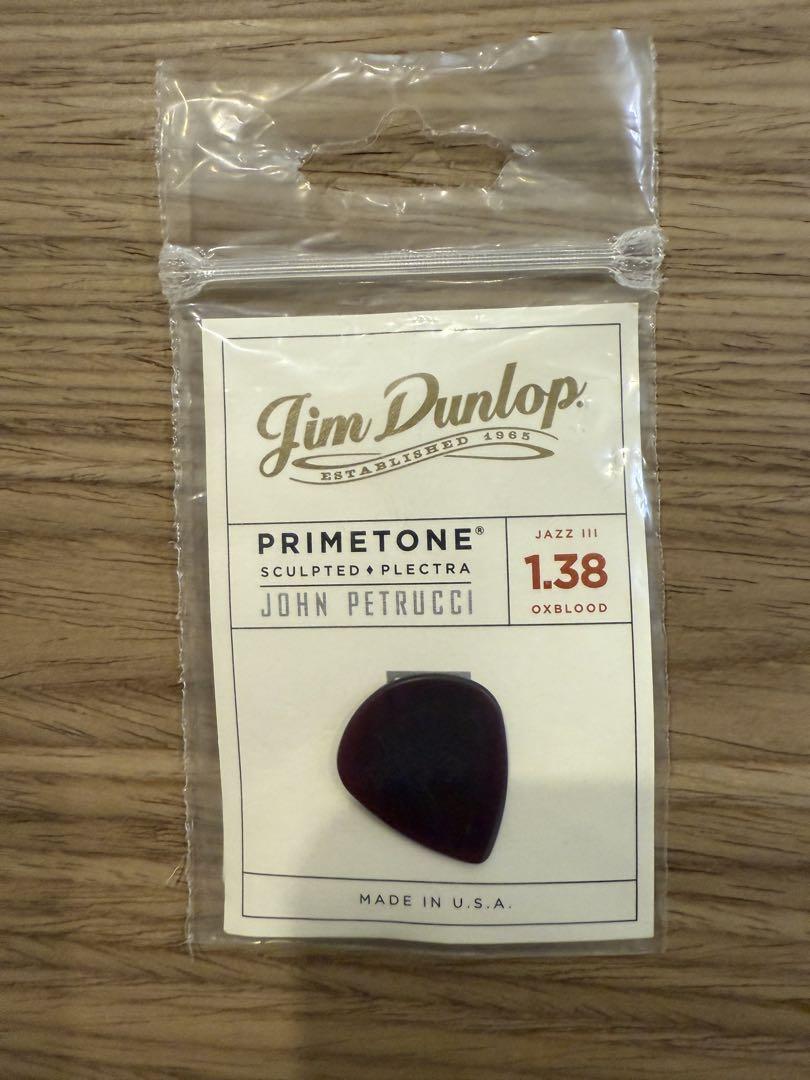 Jim Dunlop.
ESTABLISHED 1965
PRIMETONE®
SCULPTED ♦ PLECTRA
JOHN PETRUCCI
JAZZ III
1.38
OXBLOOD
MADE IN U.S.A.